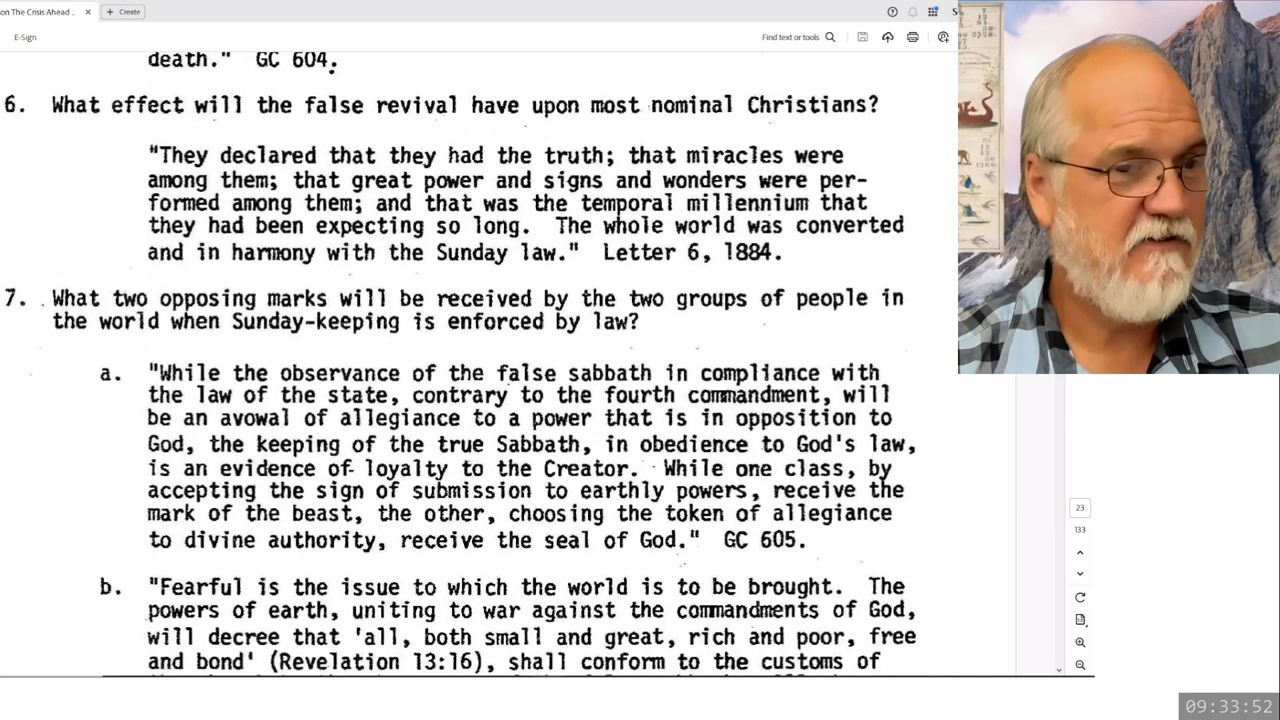 on The Crisis Ahead... × + Create
E-Sign
Find text or tools
death." GC 604.
6. What effect will the false revival have upon most nominal Christians?
"They declared that they had the truth; that miracles were
among them; that great power and signs and wonders were per-
formed among them; and that was the temporal millennium that
they had been expecting so long. The whole world was converted
and in harmony with the Sunday law." Letter 6, 1884.
7. What two opposing marks will be received by the two groups of people in
the world when Sunday-keeping is enforced by law?
a. "While the observance of the false sabbath in compliance with
the law of the state, contrary to the fourth commandment, will
be an avowal of allegiance to a power that is in opposition to
God, the keeping of the true Sabbath, in obedience to God's law,
is an evidence of loyalty to the Creator. While one class, by
accepting the sign of submission to earthly powers, receive the
mark of the beast, the other, choosing the token of allegiance
to divine authority, receive the seal of God." GC 605.
b. "Fearful is the issue to which the world is to be brought. The
powers of earth, uniting to war against the commandments of God,
will decree that 'all, both small and great, rich and poor, free
and bond' (Revelation 13:16), shall conform to the customs of
23
133
09:33:52